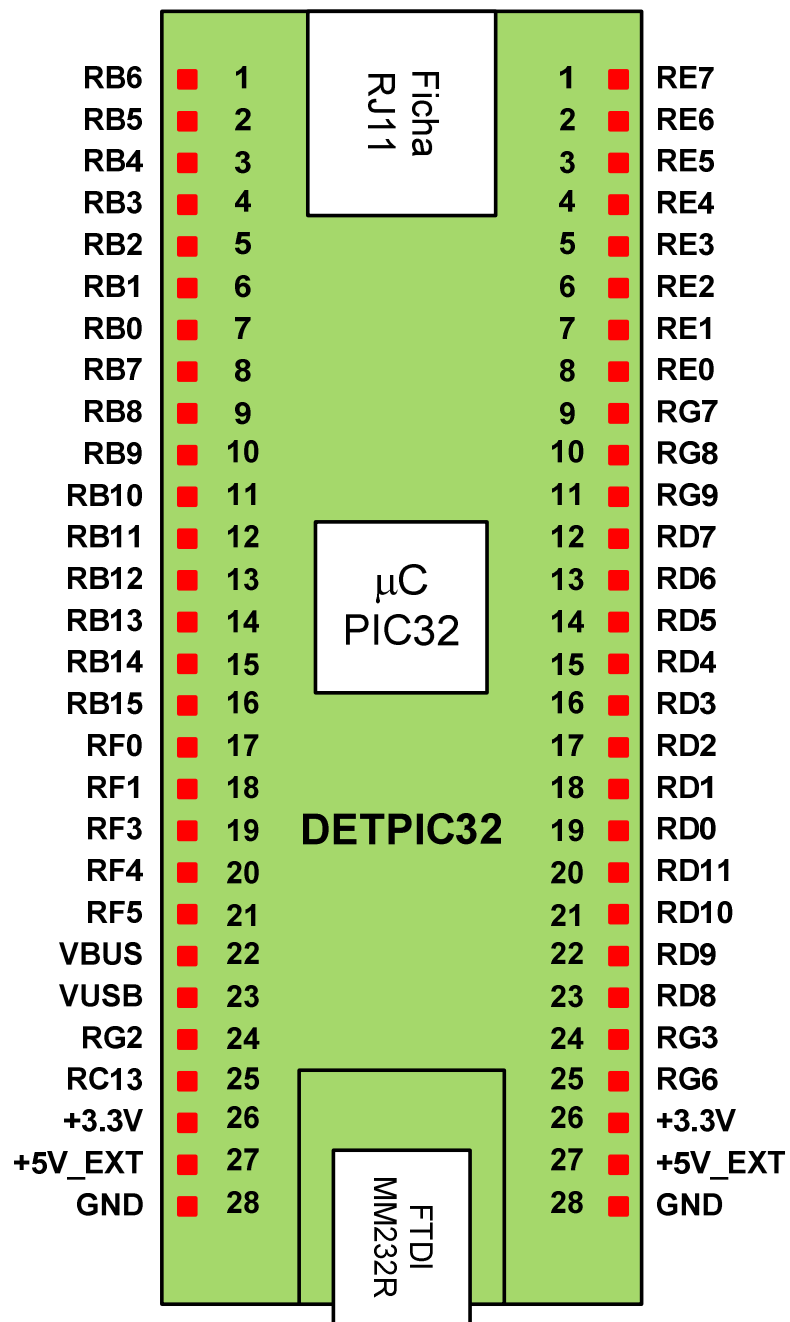 Ficha
RJ11
RB6 1 1 RE7
RB5 2 2 RE6
RB4 3 3 RE5
RB3 4 4 RE4
RB2 5 5 RE3
RB1 6 6 RE2
RB0 7 7 RE1
RB7 8 8 RE0
RB8 9 9 RG7
RB9 10 10 RG8
RB10 11 11 RG9
RB11 12 12 RD7
RB12 13 13 RD6
RB13 14 14 RD5
RB14 15 15 RD4
RB15 16 16 RD3
μC
PIC32
RF0 17 17 RD2
RF1 18 18 RD1
RF3 19 DETPIC32 19 RD0
RF4 20 20 RD11
RF5 21 21 RD10
VBUS 22 22 RD9
VUSB 23 23 RD8
RG2 24 24 RG3
RC13 25 25 RG6
+3.3V 26 26 +3.3V
+5V_EXT 27 27 +5V_EXT
GND 28 28 GND
FTDI
MM232R